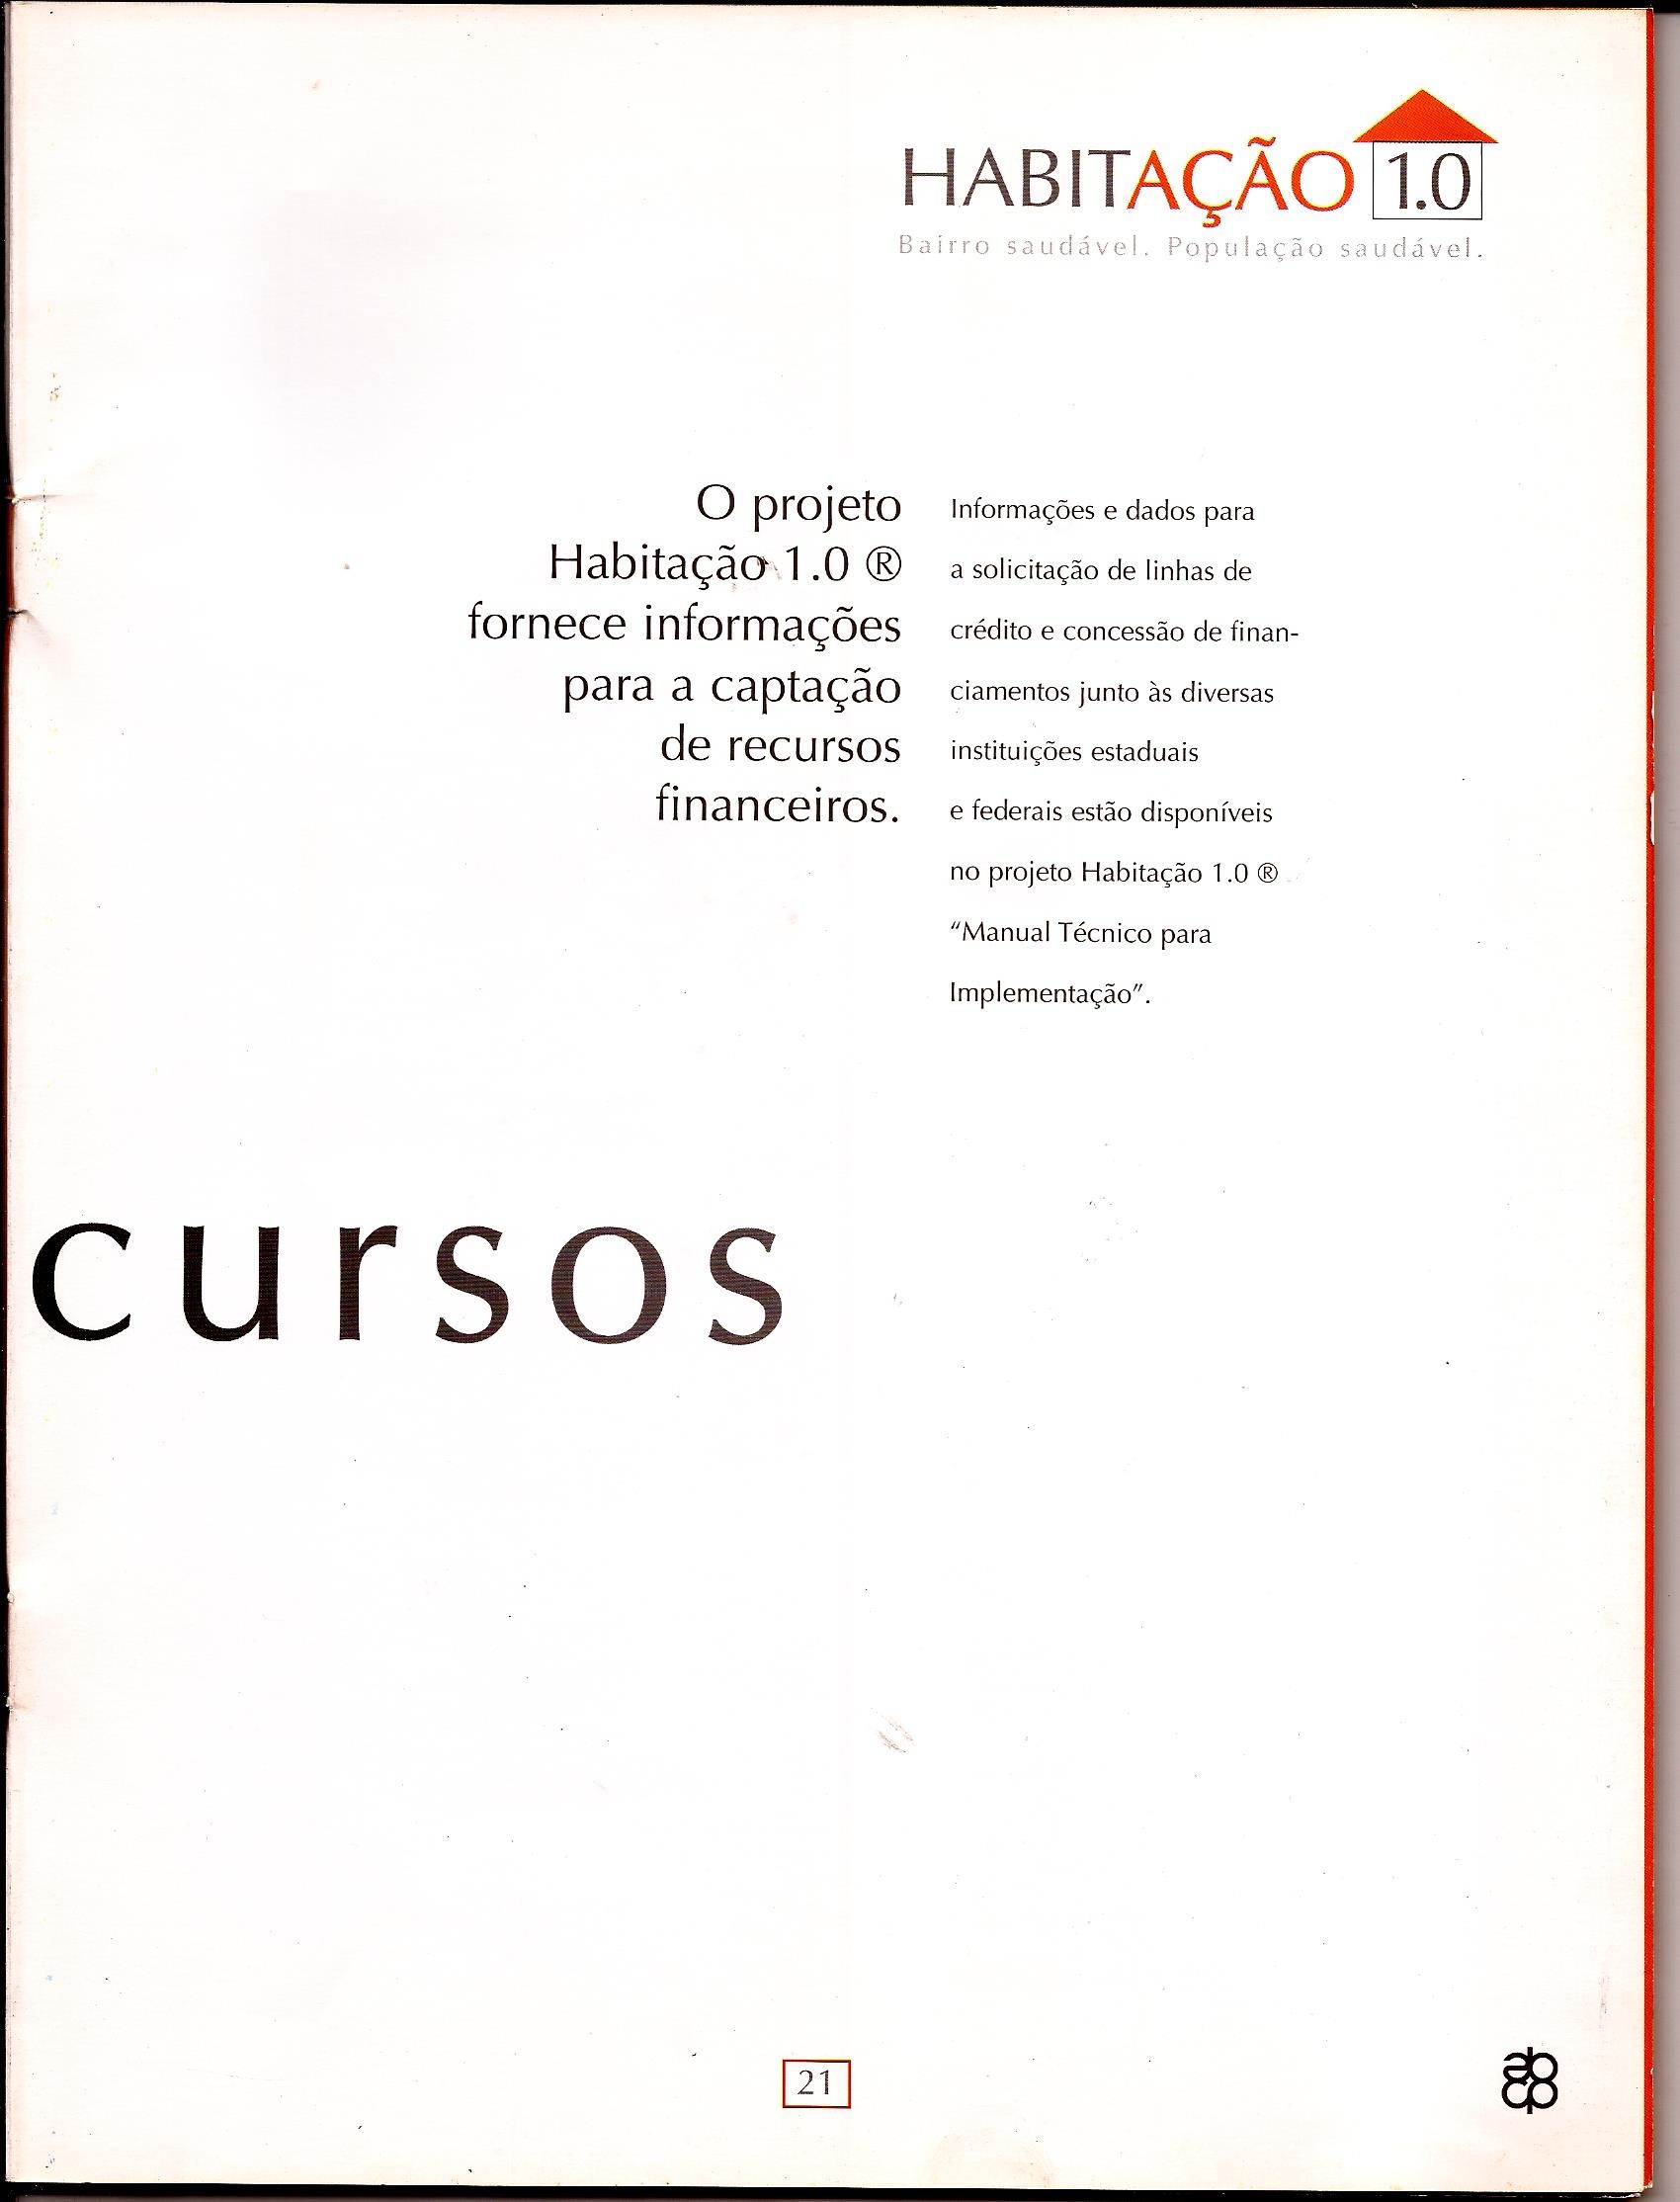 HABITAÇÃO 1.0
Bairro saudável. População saudável.
O projeto
Habitação 1.0 ®
fornece informações
para a captação
de recursos
financeiros.
Informações e dados para
a solicitação de linhas de
crédito e concessão de finan-
ciamentos junto às diversas
instituições estaduais
e federais estão disponíveis
no projeto Habitação 1.0 ®
“Manual Técnico para
Implementação”.
cursos
21
abcp